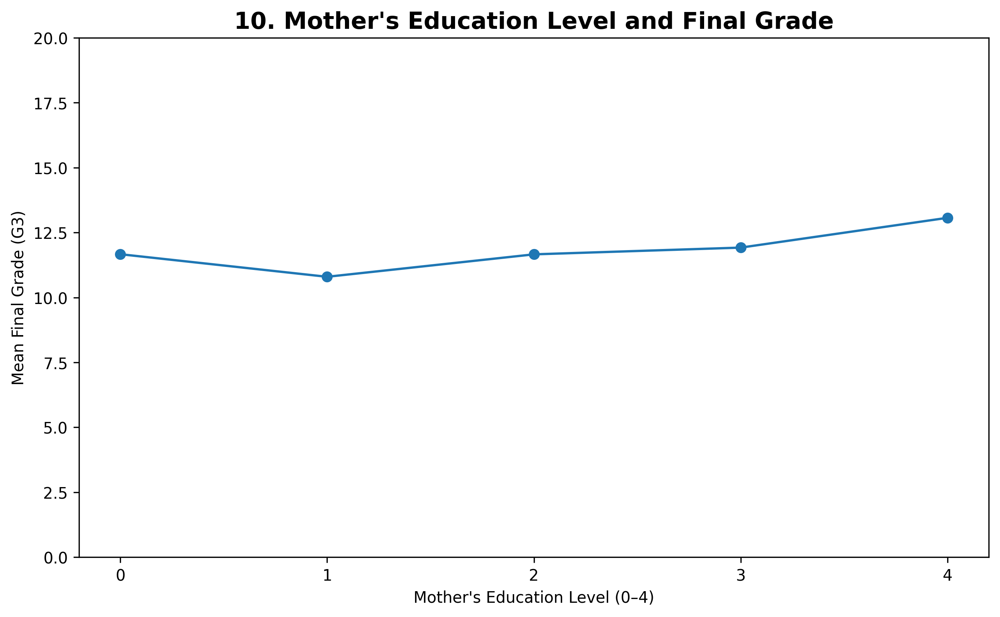 10. Mother's Education Level and Final Grade
20.0
17.5
15.0
12.5
10.0
7.5
5.0
2.5
0.0
Mean Final Grade (G3)
0 1 2 3 4
Mother's Education Level (0–4)